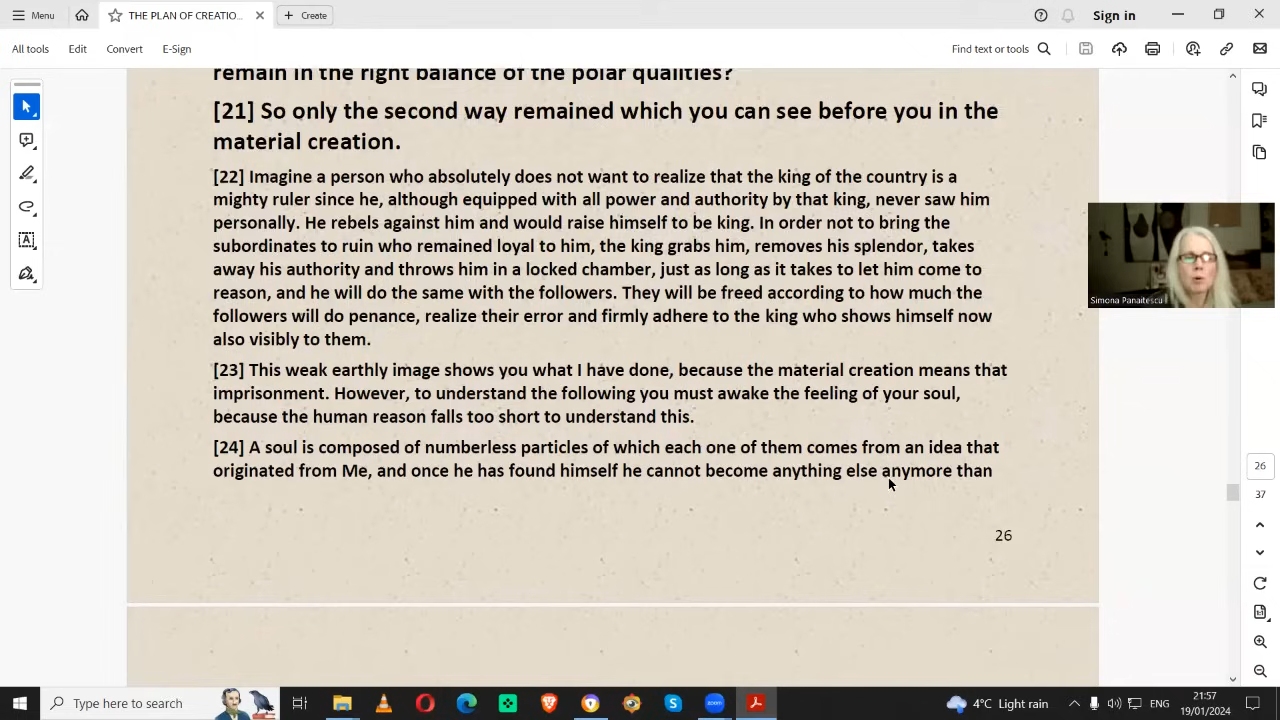 Menu
THE PLAN OF CREATIO...
Create
Sign in
All tools
Edit
Convert
E-Sign
Find text or tools
remain in the right balance of the polar qualities?
[21] So only the second way remained which you can see before you in the
material creation.
[22] Imagine a person who absolutely does not want to realize that the king of the country is a
mighty ruler since he, although equipped with all power and authority by that king, never saw him
personally. He rebels against him and would raise himself to be king. In order not to bring the
subordinates to ruin who remained loyal to him, the king grabs him, removes his splendor, takes
away his authority and throws him in a locked chamber, just as long as it takes to let him come to
reason, and he will do the same with the followers. They will be freed according to how much the
followers will do penance, realize their error and firmly adhere to the king who shows himself now
also visibly to them.
[23] This weak earthly image shows you what I have done, because the material creation means that
imprisonment. However, to understand the following you must awake the feeling of your soul,
because the human reason falls too short to understand this.
[24] A soul is composed of numberless particles of which each one of them comes from an idea that
originated from Me, and once he has found himself he cannot become anything else anymore than
26
Simona Panaitescu
26
37
Type here to search
zoom
4°C Light rain
ENG
21:57
19/01/2024